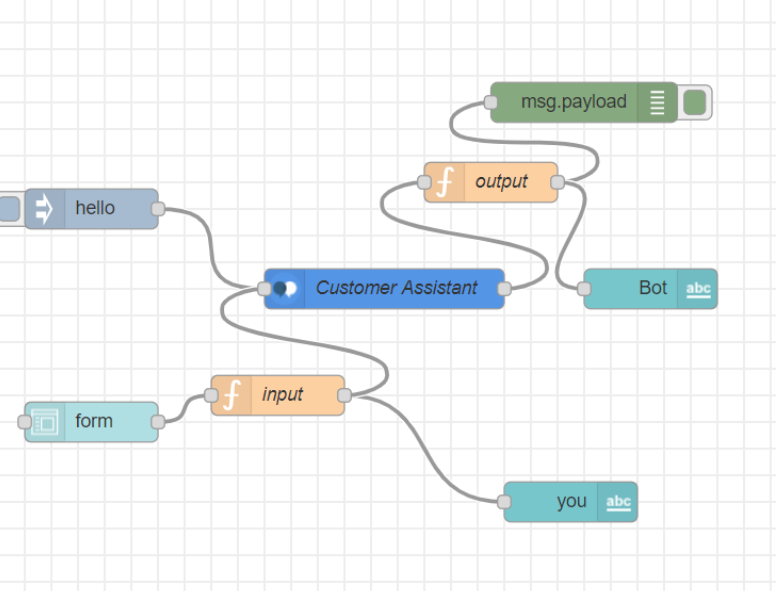 msg.payload
output
hello
Customer Assistant
Bot abc
input
form
you abc